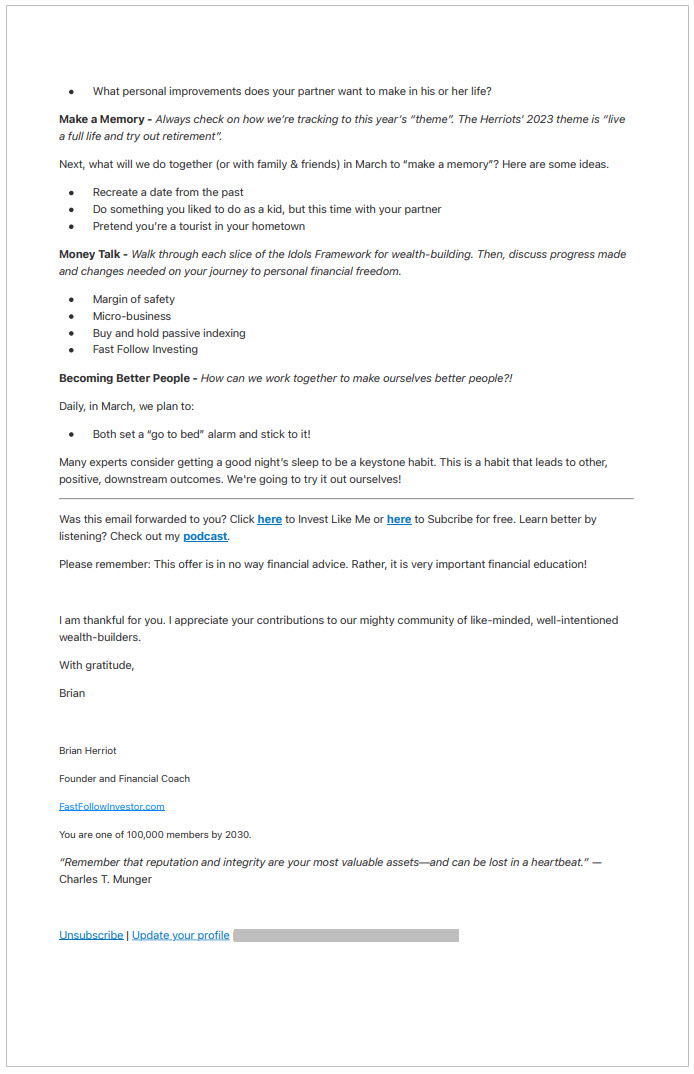 • What personal improvements does your partner want to make in his or her life?
Make a Memory - Always check on how we're tracking to this year's “theme”. The Herriots' 2023 theme is “live
a full life and try out retirement”.
Next, what will we do together (or with family & friends) in March to “make a memory”? Here are some ideas.
• Recreate a date from the past
• Do something you liked to do as a kid, but this time with your partner
• Pretend you're a tourist in your hometown
Money Talk - Walk through each slice of the Idols Framework for wealth-building. Then, discuss progress made
and changes needed on your journey to personal financial freedom.
• Margin of safety
• Micro-business
• Buy and hold passive indexing
• Fast Follow Investing
Becoming Better People - How can we work together to make ourselves better people?!
Daily, in March, we plan to:
• Both set a “go to bed” alarm and stick to it!
Many experts consider getting a good night's sleep to be a keystone habit. This is a habit that leads to other,
positive, downstream outcomes. We're going to try it out ourselves!
Was this email forwarded to you? Click here to Invest Like Me or here to Subcribe for free. Learn better by
listening? Check out my podcast.
Please remember: This offer is in no way financial advice. Rather, it is very important financial education!
I am thankful for you. I appreciate your contributions to our mighty community of like-minded, well-intentioned
wealth-builders.
With gratitude,
Brian
Brian Herriot
Founder and Financial Coach
FastFollowInvestor.com
You are one of 100,000 members by 2030.
“Remember that reputation and integrity are your most valuable assets—and can be lost in a heartbeat.” —
Charles T. Munger
Unsubscribe | Update your profile